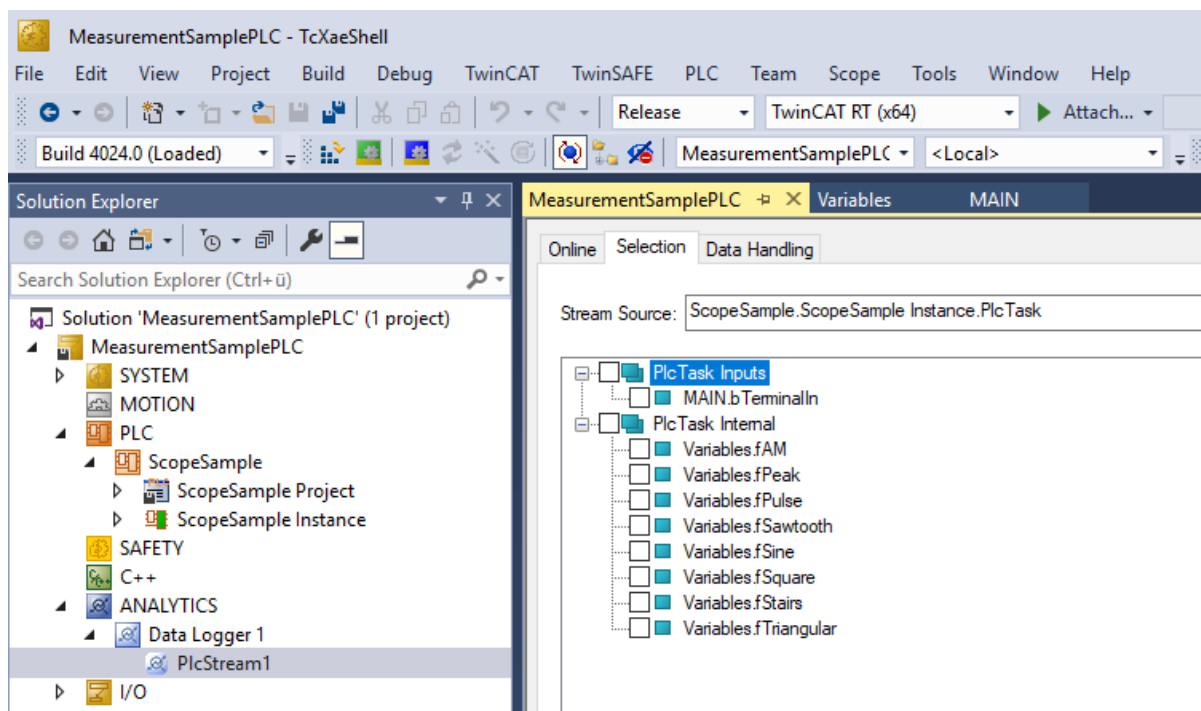 MeasurementSamplePLC - TcXaeShell
File Edit View Project Build Debug TwinCAT TwinSAFE PLC Team Scope Tools Window Help
Release TwinCAT RT (x64) Attach...
Build 4024.0 (Loaded) MeasurementSamplePLC <Local>
Solution Explorer
MeasurementSamplePLC Variables MAIN
Online Selection Data Handling
Search Solution Explorer (Ctrl+ü)
Stream Source: ScopeSample.ScopeSample Instance.PlcTask
Solution 'MeasurementSamplePLC' (1 project)
MeasurementSamplePLC
SYSTEM
MOTION
PLC
ScopeSample
ScopeSample Project
ScopeSample Instance
SAFETY
C++
ANALYTICS
Data Logger 1
PlcStream1
I/O
PlcTask Inputs
MAIN.bTerminalIn
PlcTask Internal
Variables.fAM
Variables.fPeak
Variables.fPulse
Variables.fSawtooth
Variables.fSine
Variables.fSquare
Variables.fStairs
Variables.fTriangular